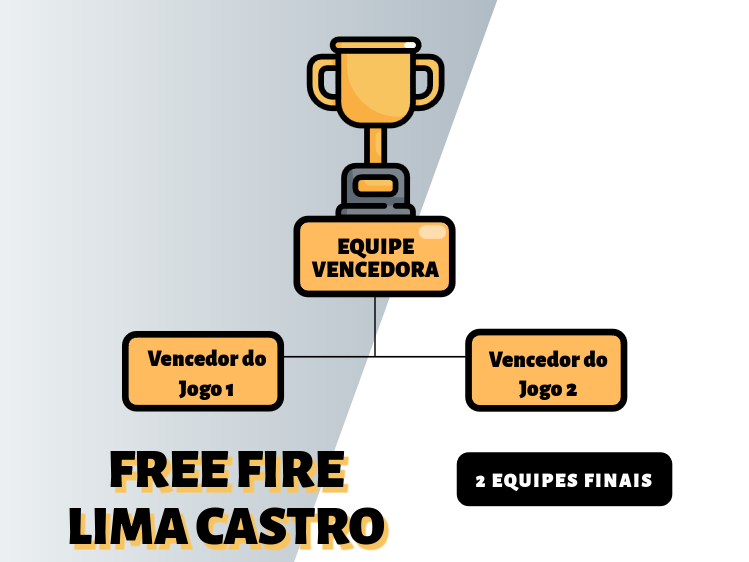 EQUIPE
VENCEDORA
Vencedor do
Jogo 1
Vencedor do
Jogo 2
FREE FIRE
LIMA CASTRO
2 EQUIPES FINAIS